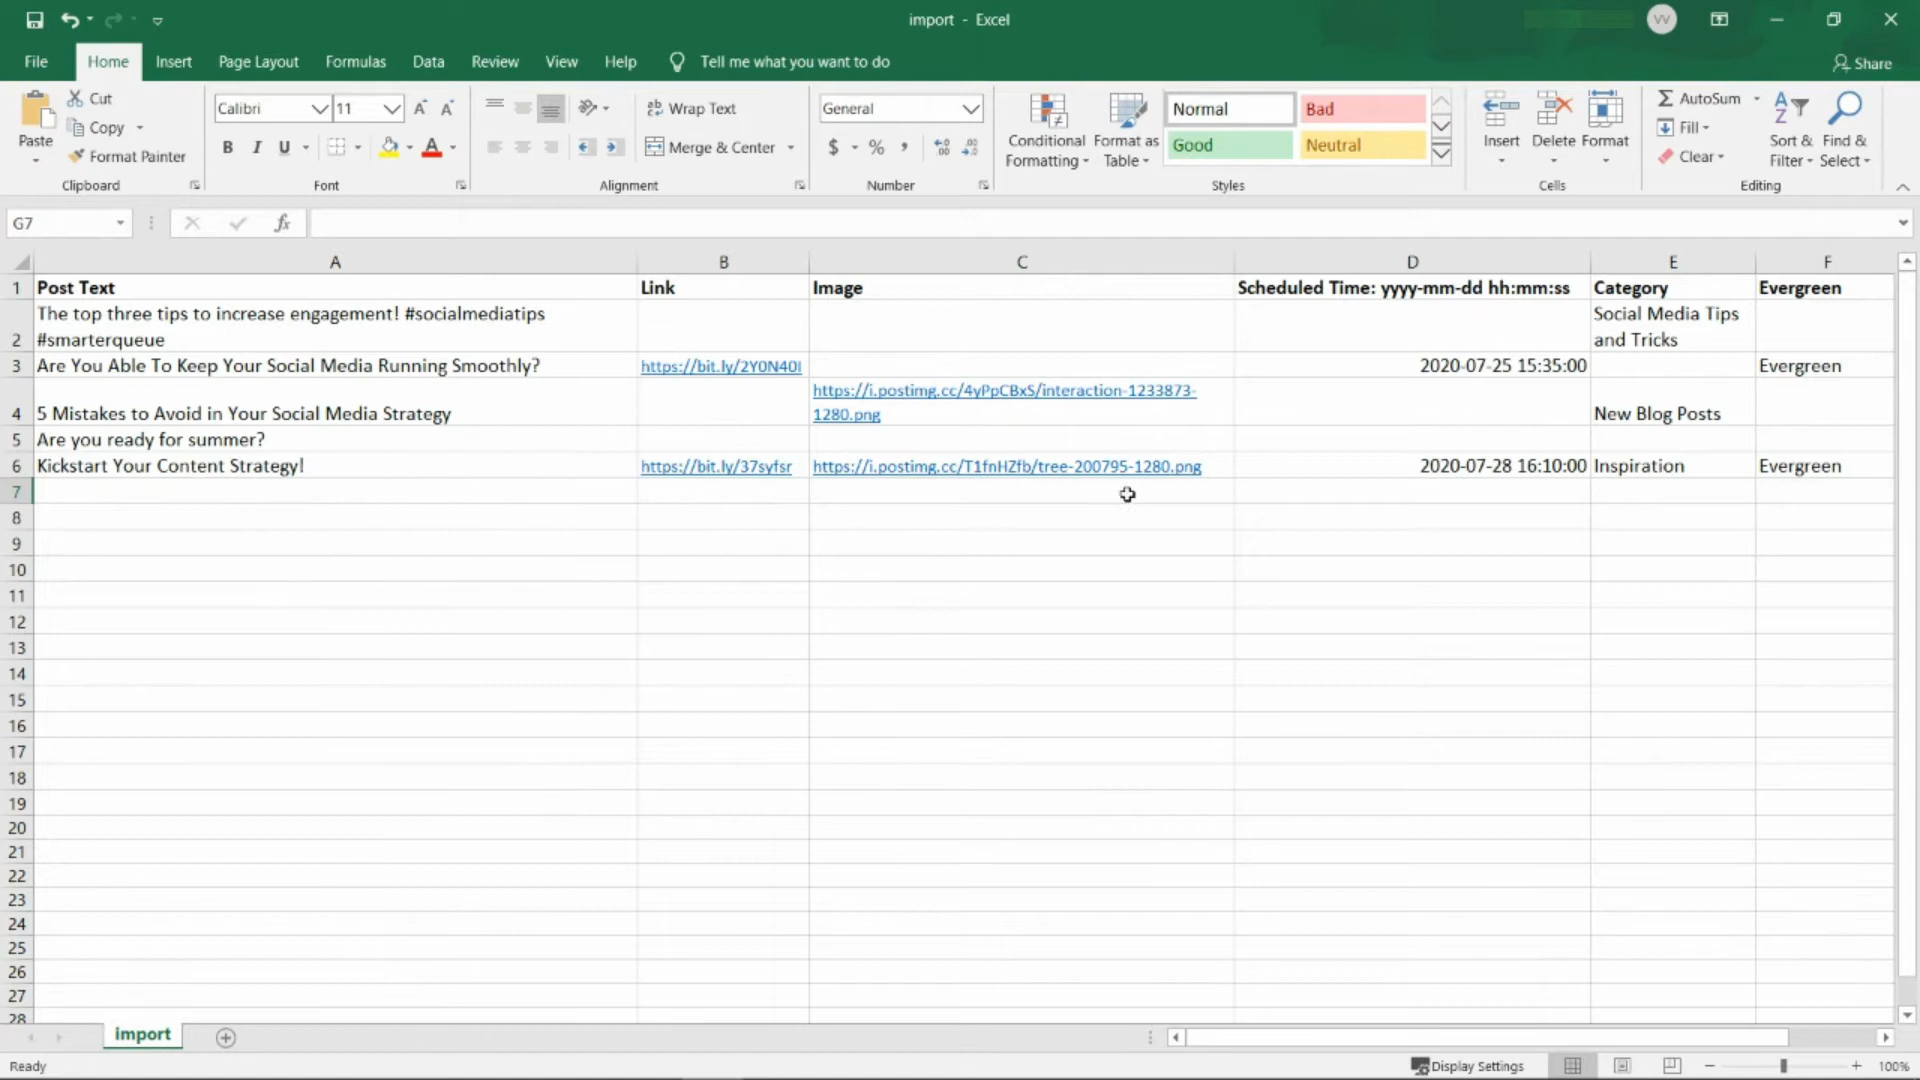 import - Excel
File Home Insert Page Layout Formulas Data Review View Help Tell me what you want to do Share
Paste
Cut
Copy
Format Painter
Clipboard
Calibri 11
B I U
Font
Wrap Text
Merge & Center
Alignment
General
$ % ,
Number
Conditional Formatting
Format as Table
Normal Bad
Good Neutral
Styles
Insert Delete Format
Cells
AutoSum
Fill
Clear
Sort & Filter
Find & Select
Editing
G7 fx
A B C D E F
1 Post Text Link Image Scheduled Time: yyyy-mm-dd hh:mm:ss Category Evergreen
The top three tips to increase engagement! #socialmediatips Social Media Tips
2 #smarterqueue and Tricks
3 Are You Able To Keep Your Social Media Running Smoothly? https://bit.ly/2Y0N40I 2020-07-25 15:35:00 Evergreen
https://i.postimg.cc/4yPpCBxS/interaction-1233873-
4 5 Mistakes to Avoid in Your Social Media Strategy 1280.png New Blog Posts
5 Are you ready for summer?
6 Kickstart Your Content Strategy! https://bit.ly/37syfsr https://i.postimg.cc/T1fnHZfb/tree-200795-1280.png 2020-07-28 16:10:00 Inspiration Evergreen
7
8
9
10
11
12
13
14
15
16
17
18
19
20
21
22
23
24
25
26
27
28
import
Ready Display Settings 100%